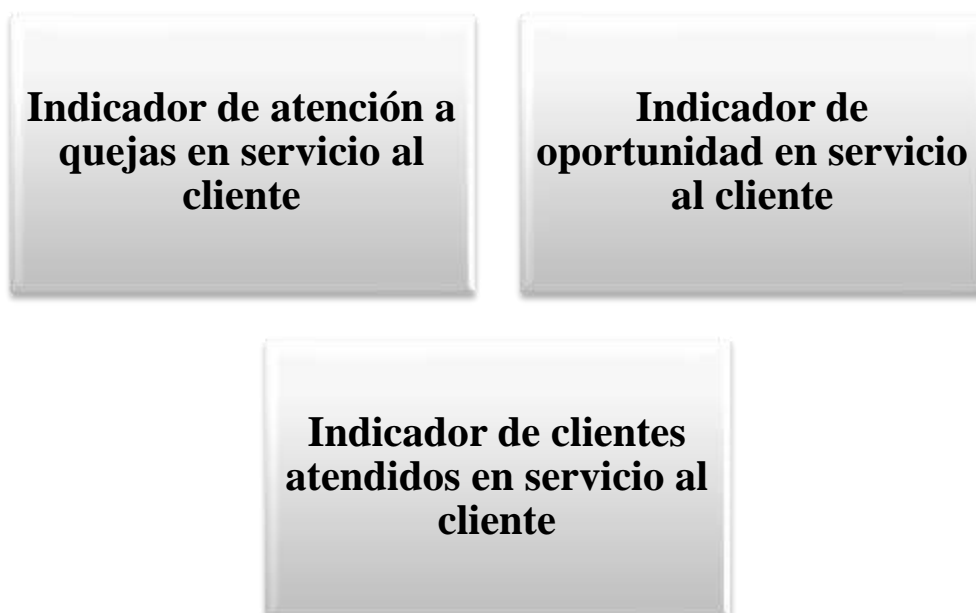 Indicador de atención a
quejas en servicio al
cliente
Indicador de
oportunidad en servicio
al cliente
Indicador de clientes
atendidos en servicio al
cliente